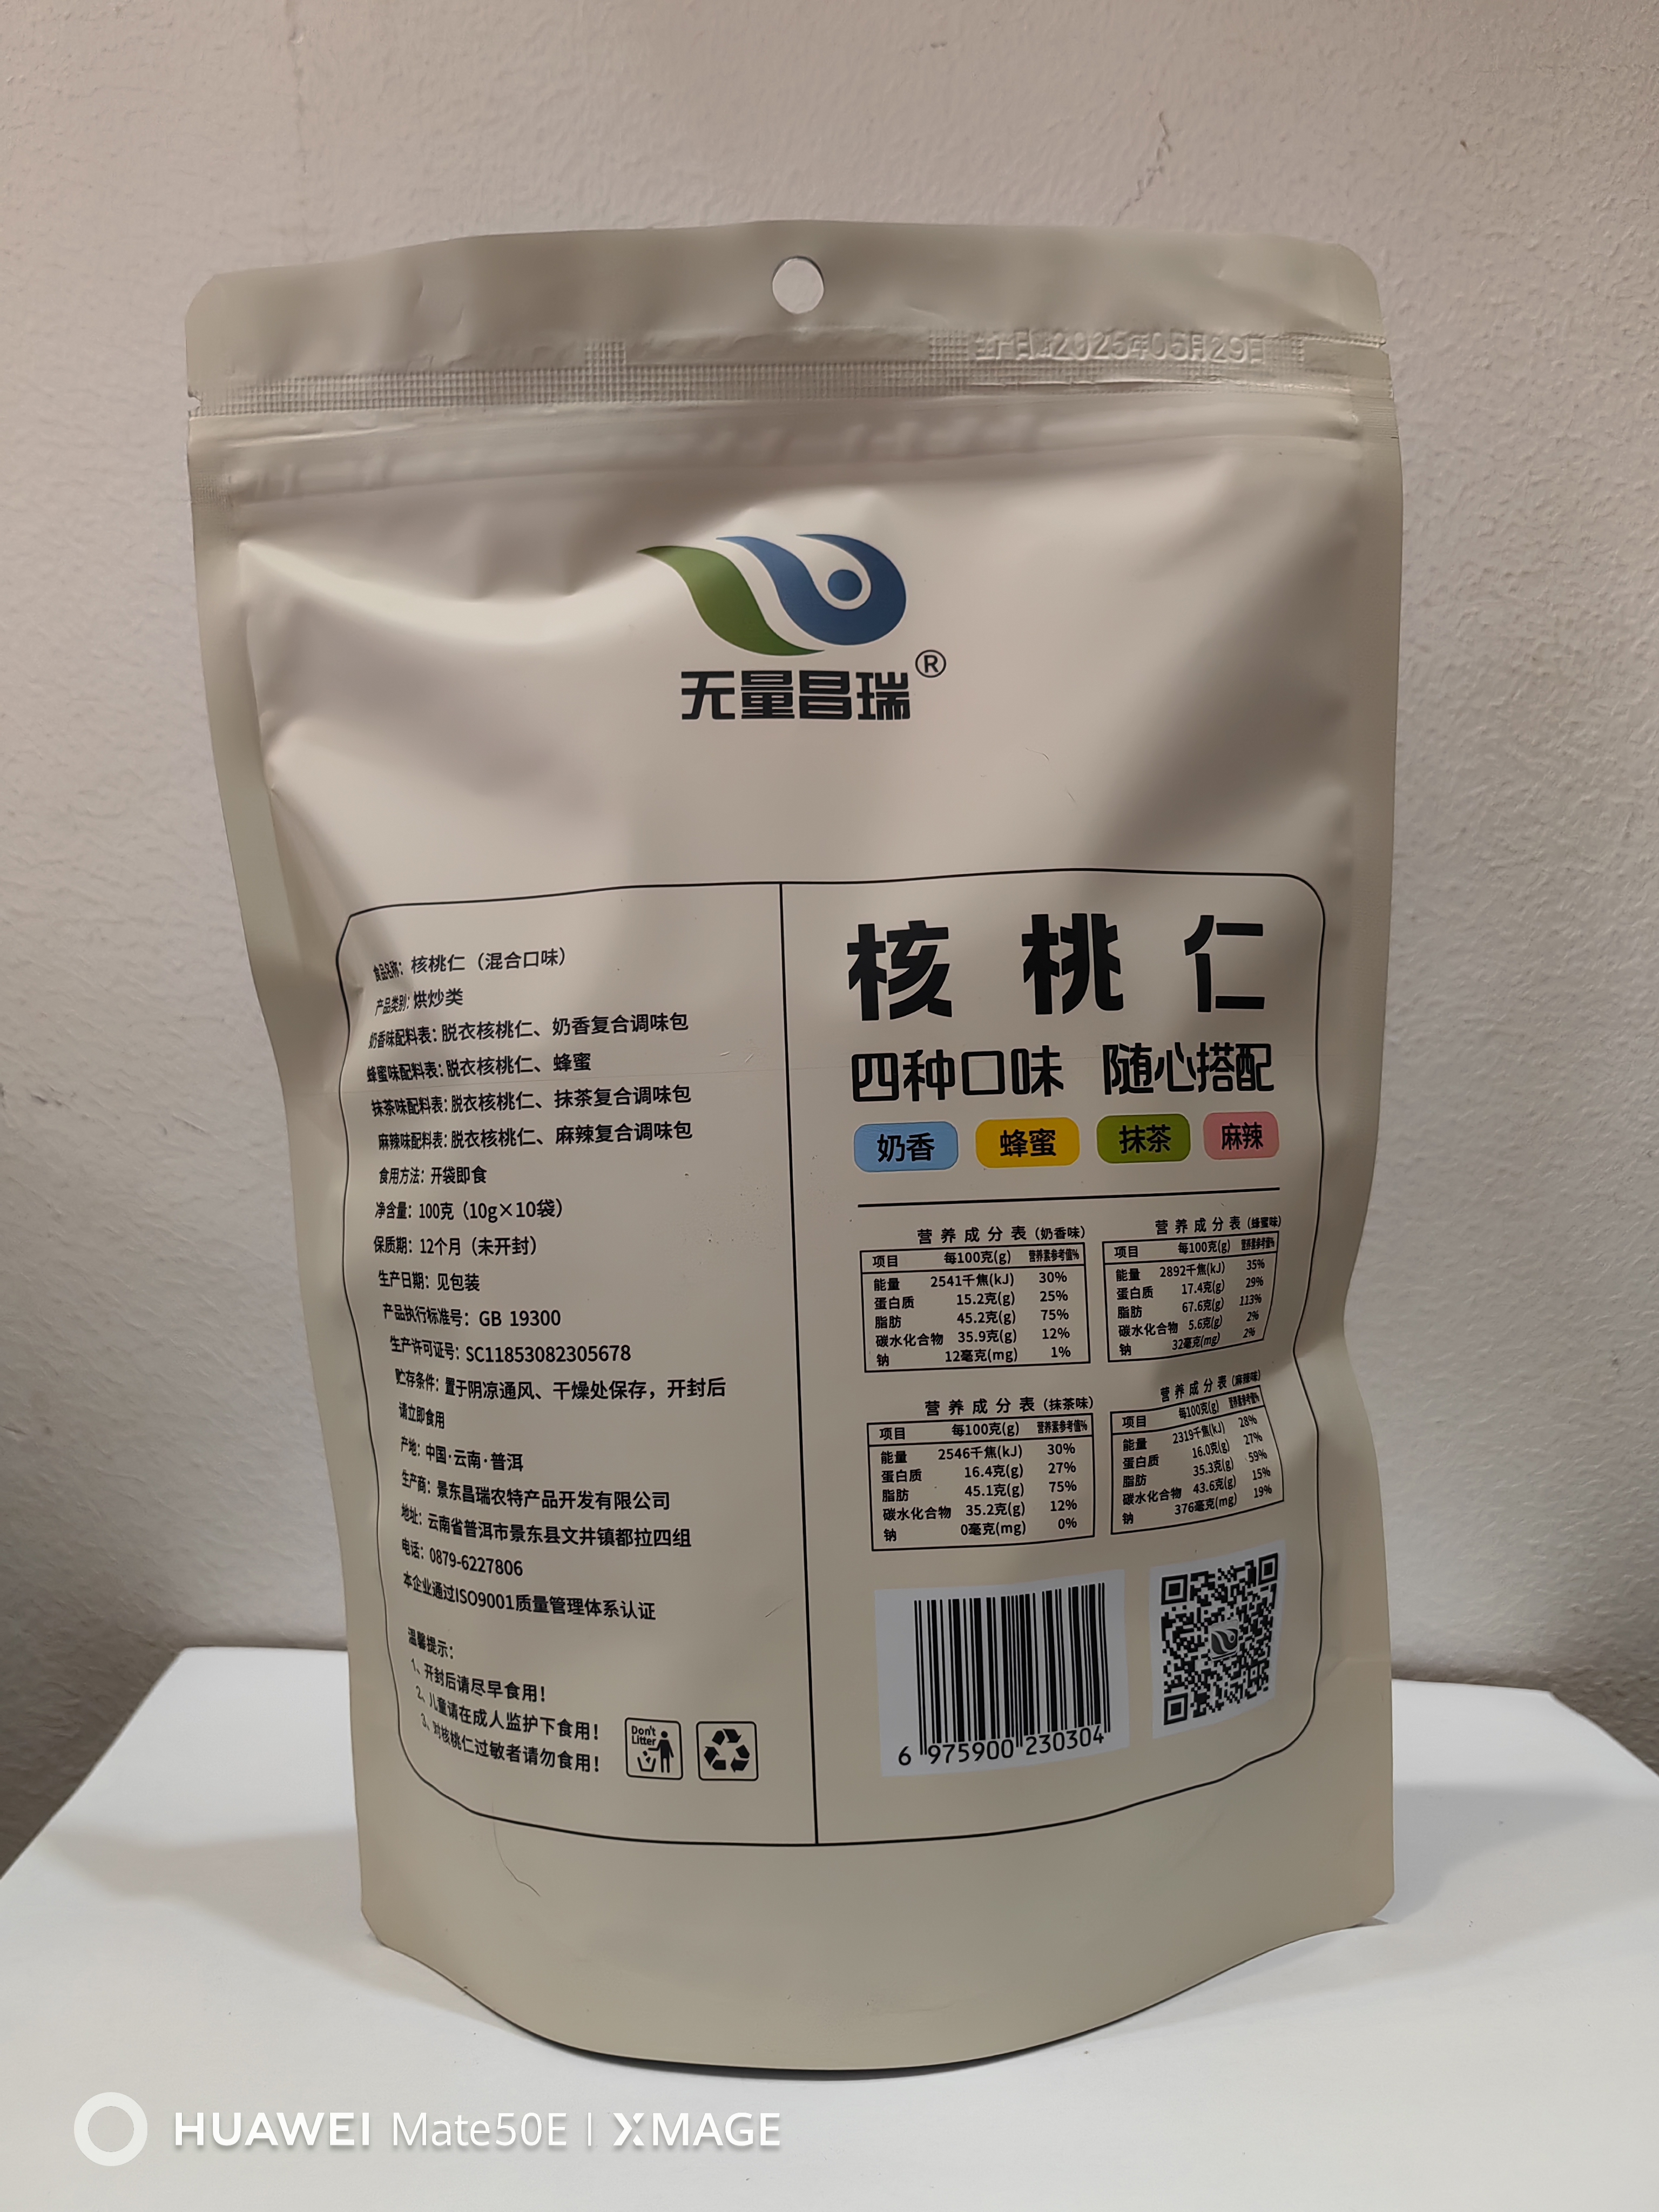 生产日期2025年05月29日
无量昌瑞®
食品名称：核桃仁（混合口味）
产品类别：烘炒类
奶香味配料表：脱衣核桃仁、奶香复合调味包
蜂蜜味配料表：脱衣核桃仁、蜂蜜
抹茶味配料表：脱衣核桃仁、抹茶复合调味包
麻辣味配料表：脱衣核桃仁、麻辣复合调味包
食用方法：开袋即食
净含量：100克（10g×10袋）
保质期：12个月（未开封）
生产日期：见包装
产品执行标准号：GB 19300
生产许可证号：SC11853082305678
贮存条件：置于阴凉通风、干燥处保存，开封后
请立即食用
产地：中国·云南·普洱
生产商：景东昌瑞农特产品开发有限公司
地址：云南省普洱市景东县文井镇都拉四组
电话：0879-6227806
本企业通过ISO9001质量管理体系认证
温馨提示：
1、开封后请尽早食用！
2、儿童请在成人监护下食用！
3、对核桃仁过敏者请勿食用！
Don't
Litter
核桃仁
四种口味 随心搭配
奶香 蜂蜜 抹茶 麻辣
营养成分表（奶香味）
项目 每100克(g) 营养素参考值%
能量 2541千焦(kJ) 30%
蛋白质 15.2克(g) 25%
脂肪 45.2克(g) 75%
碳水化合物 35.9克(g) 12%
钠 12毫克(mg) 1%
营养成分表（蜂蜜味）
项目 每100克(g) 营养素参考值%
能量 2892千焦(kJ) 35%
蛋白质 17.4克(g) 29%
脂肪 67.6克(g) 113%
碳水化合物 5.6克(g) 2%
钠 32毫克(mg) 2%
营养成分表（抹茶味）
项目 每100克(g) 营养素参考值%
能量 2546千焦(kJ) 30%
蛋白质 16.4克(g) 27%
脂肪 45.1克(g) 75%
碳水化合物 35.2克(g) 12%
钠 0毫克(mg) 0%
营养成分表（麻辣味）
项目 每100克(g) 营养素参考值%
能量 2319千焦(kJ) 28%
蛋白质 16.0克(g) 27%
脂肪 35.3克(g) 59%
碳水化合物 43.6克(g) 15%
钠 376毫克(mg) 19%
6 975900 230304
HUAWEI Mate50E | XMAGE